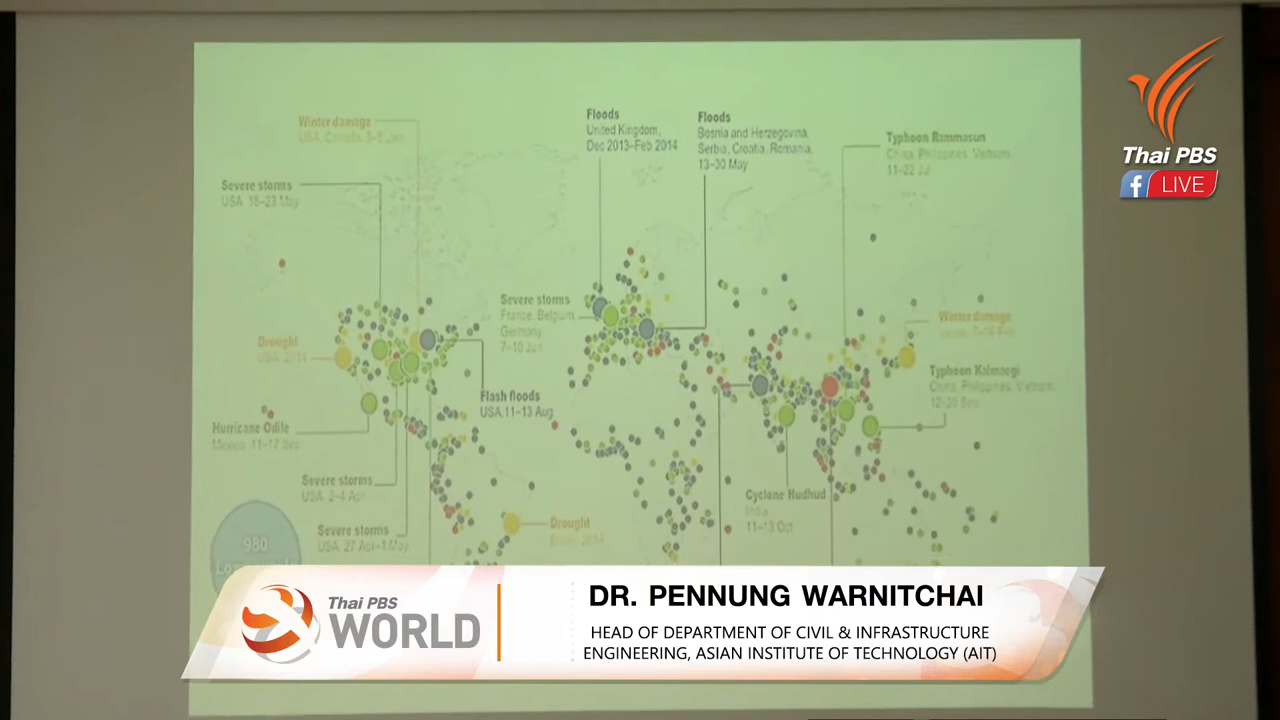 Winter damage
USA, Canada, 5–8 Jan
Floods
United Kingdom,
Dec 2013–Feb 2014
Floods
Bosnia and Herzegovina,
Serbia, Croatia, Romania,
13–30 May
Typhoon Rammasun
China, Philippines, Vietnam
11–22 Jul
Thai PBS
f LIVE
Severe storms
USA 18–23 May
Severe storms
France, Belgium,
Germany
7–10 Jun
Winter damage
Drought
USA, 2014
Typhoon Kalmaegi
China, Philippines, Vietnam,
12–20 Sep
Flash floods
USA, 11–13 Aug
Hurricane Odile
Mexico 11–17 Sep
Severe storms
USA 2–4 Apr
Cyclone Hudhud
India
11–13 Oct
Severe storms
USA 27 Apr–1 May
Drought
Brazil 2014
980
Thai PBS
WORLD
DR. PENNUNG WARNITCHAI
HEAD OF DEPARTMENT OF CIVIL & INFRASTRUCTURE
ENGINEERING, ASIAN INSTITUTE OF TECHNOLOGY (AIT)